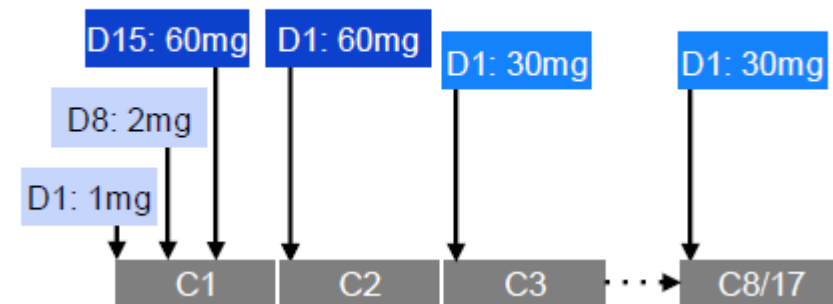 D15: 60mg
D1: 60mg
D1: 30mg
D1: 30mg
D8: 2mg
D1: 1mg
C1
C2
C3
C8/17